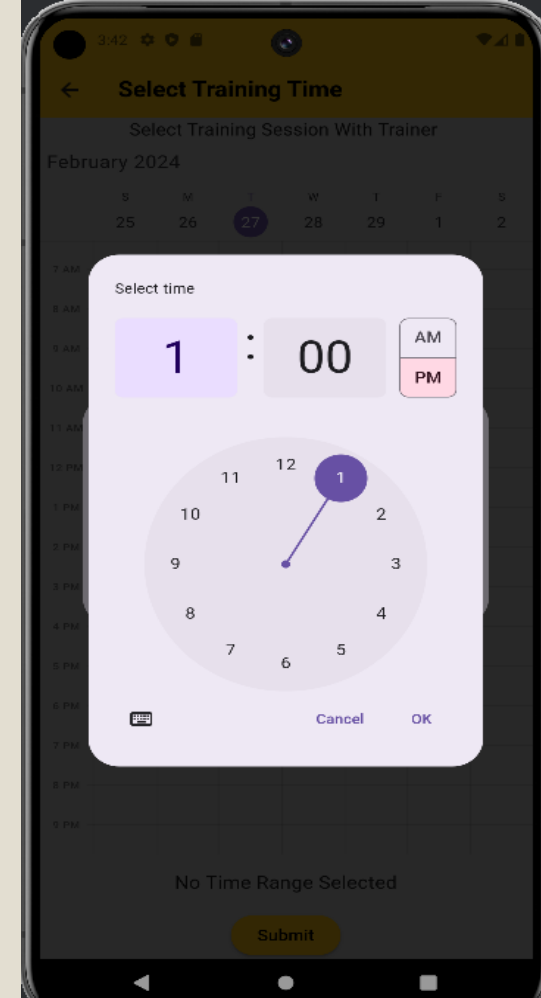 3:42
Select Training Time
Select Training Session With Trainer
February 2024
S M T W T F S
25 26 27 28 29 1 2
7 AM
8 AM
9 AM
10 AM
11 AM
12 PM
1 PM
2 PM
3 PM
4 PM
5 PM
6 PM
7 PM
8 PM
9 PM
Select time
1 : 00
AM
PM
12
11 1
10 2
9 3
8 4
7 5
6
Cancel OK
No Time Range Selected
Submit